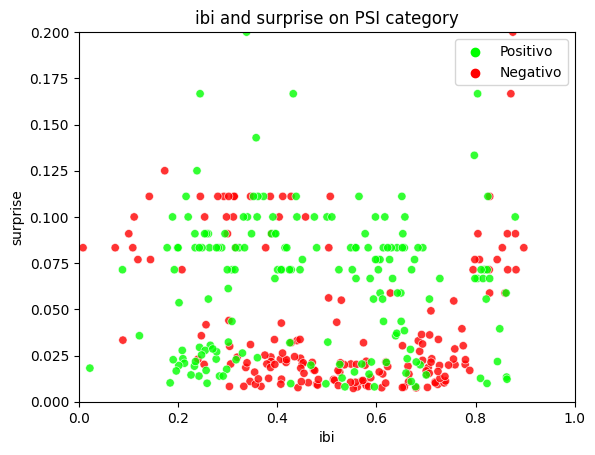 ibi and surprise on PSI category
0.200
0.175
0.150
0.125
0.100
0.075
0.050
0.025
0.000
surprise
Positivo
Negativo
0.0 0.2 0.4 0.6 0.8 1.0
ibi